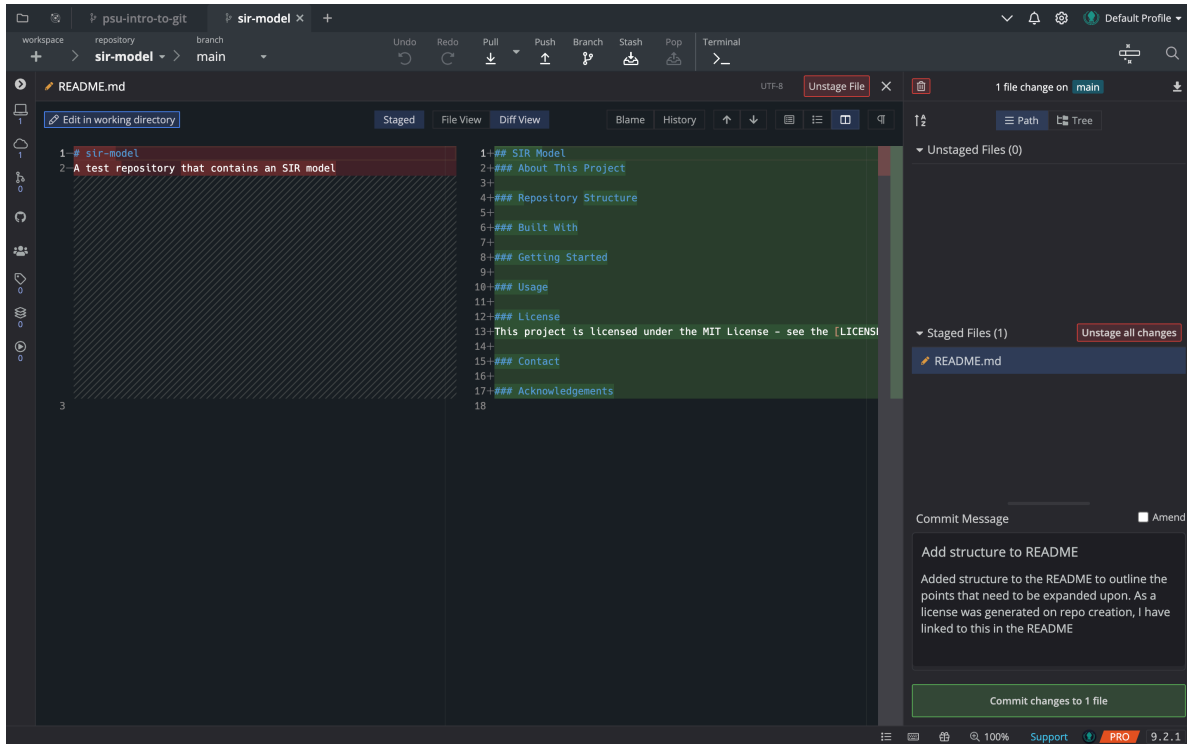 psu-intro-to-git
sir-model
Default Profile
workspace
repository
branch
sir-model
main
Undo
Redo
Pull
Push
Branch
Stash
Pop
Terminal
README.md
UTF-8
Unstage File
1 file change on main
Edit in working directory
Staged
File View
Diff View
Blame
History
Path
Tree
Unstaged Files (0)
1
1
0
0
0
0
1 # sir-model
2 A test repository that contains an SIR model
3
1+## SIR Model
2+### About This Project
3+
4+### Repository Structure
5+
6+### Built With
7+
8+### Getting Started
9+
10+### Usage
11+
12+### License
13+This project is licensed under the MIT License - see the [LICENS
14+
15+### Contact
16+
17+### Acknowledgements
18
Staged Files (1)
Unstage all changes
README.md
Commit Message
Amend
Add structure to README
Added structure to the README to outline the
points that need to be expanded upon. As a
license was generated on repo creation, I have
linked to this in the README
Commit changes to 1 file
100%
Support
PRO
9.2.1